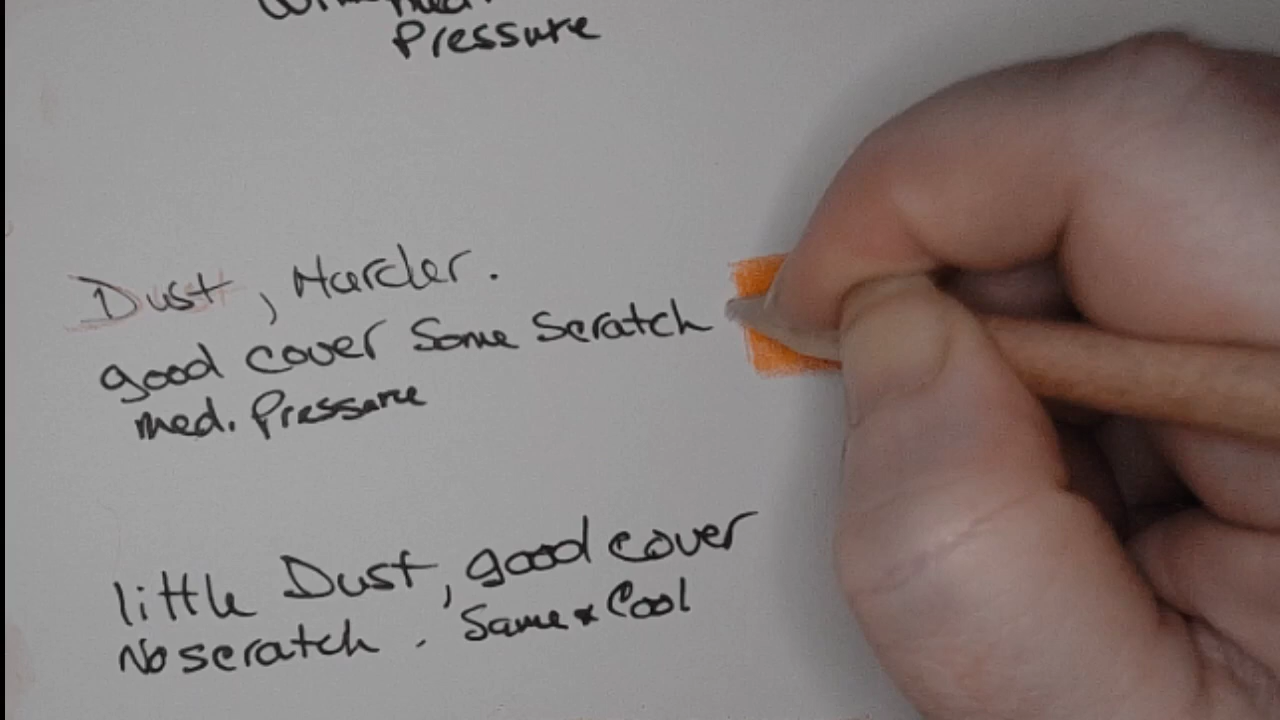 Pressure
Dust, Harder.
good cover Some Scratch
med. Pressure
little Dust, good cover
No scratch. Same * Cool